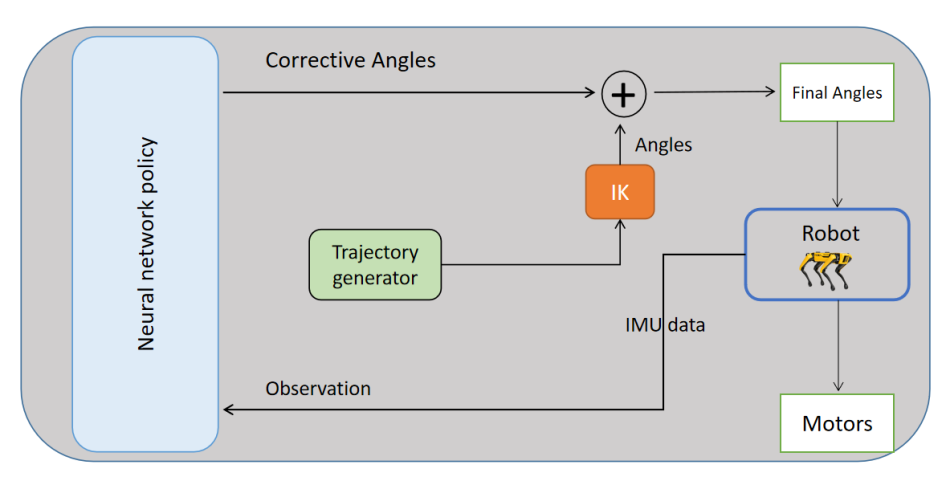 Corrective Angles
+
Final Angles
Angles
IK
Neural network policy
Trajectory
generator
Robot
IMU data
Observation
Motors